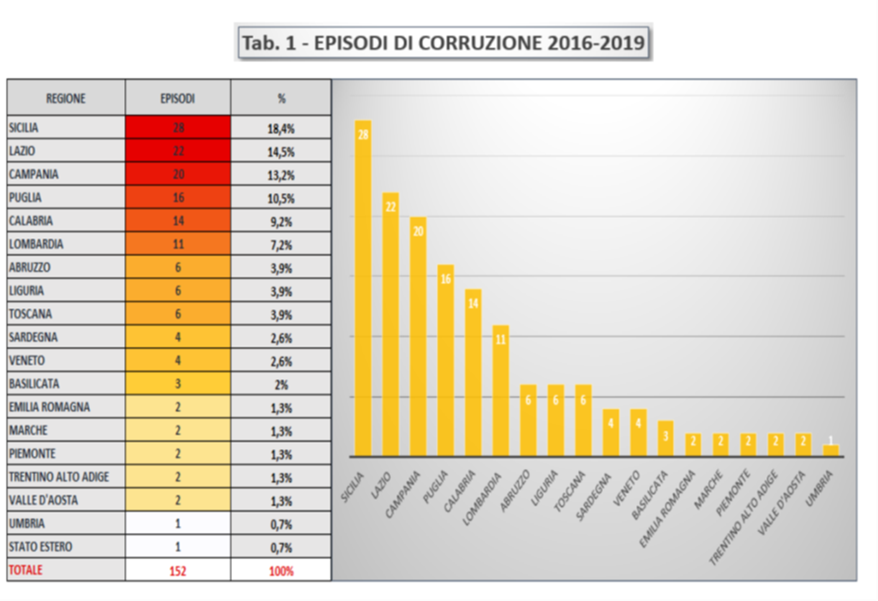 Tab. 1 - EPISODI DI CORRUZIONE 2016-2019
REGIONE EPISODI %
SICILIA 28 18,4%
LAZIO 22 14,5%
CAMPANIA 20 13,2%
PUGLIA 16 10,5%
CALABRIA 14 9,2%
LOMBARDIA 11 7,2%
ABRUZZO 6 3,9%
LIGURIA 6 3,9%
TOSCANA 6 3,9%
SARDEGNA 4 2,6%
VENETO 4 2,6%
BASILICATA 3 2%
EMILIA ROMAGNA 2 1,3%
MARCHE 2 1,3%
PIEMONTE 2 1,3%
TRENTINO ALTO ADIGE 2 1,3%
VALLE D'AOSTA 2 1,3%
UMBRIA 1 0,7%
STATO ESTERO 1 0,7%
TOTALE 152 100%
28
22
20
16
14
11
6
6
6
4
4
3
2
2
2
2
2
1
SICILIA
LAZIO
CAMPANIA
PUGLIA
CALABRIA
LOMBARDIA
ABRUZZO
LIGURIA
TOSCANA
SARDEGNA
VENETO
BASILICATA
EMILIA ROMAGNA
MARCHE
PIEMONTE
TRENTINO ALTO ADIGE
VALLE D'AOSTA
UMBRIA